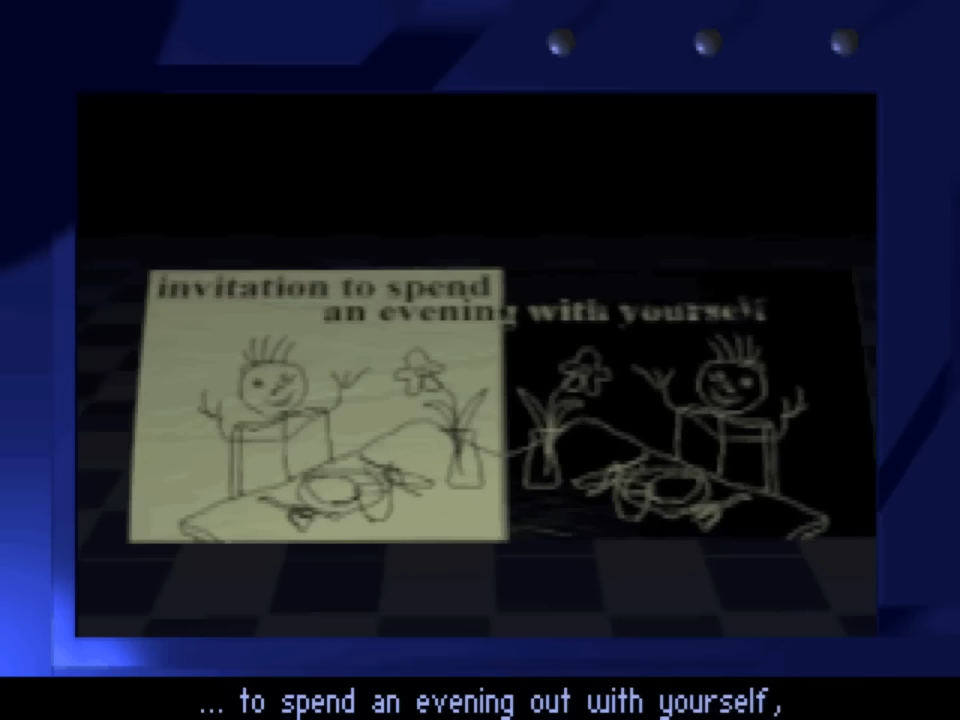 invitation to spend
an evening with yourself
... to spend an evening out with yourself,